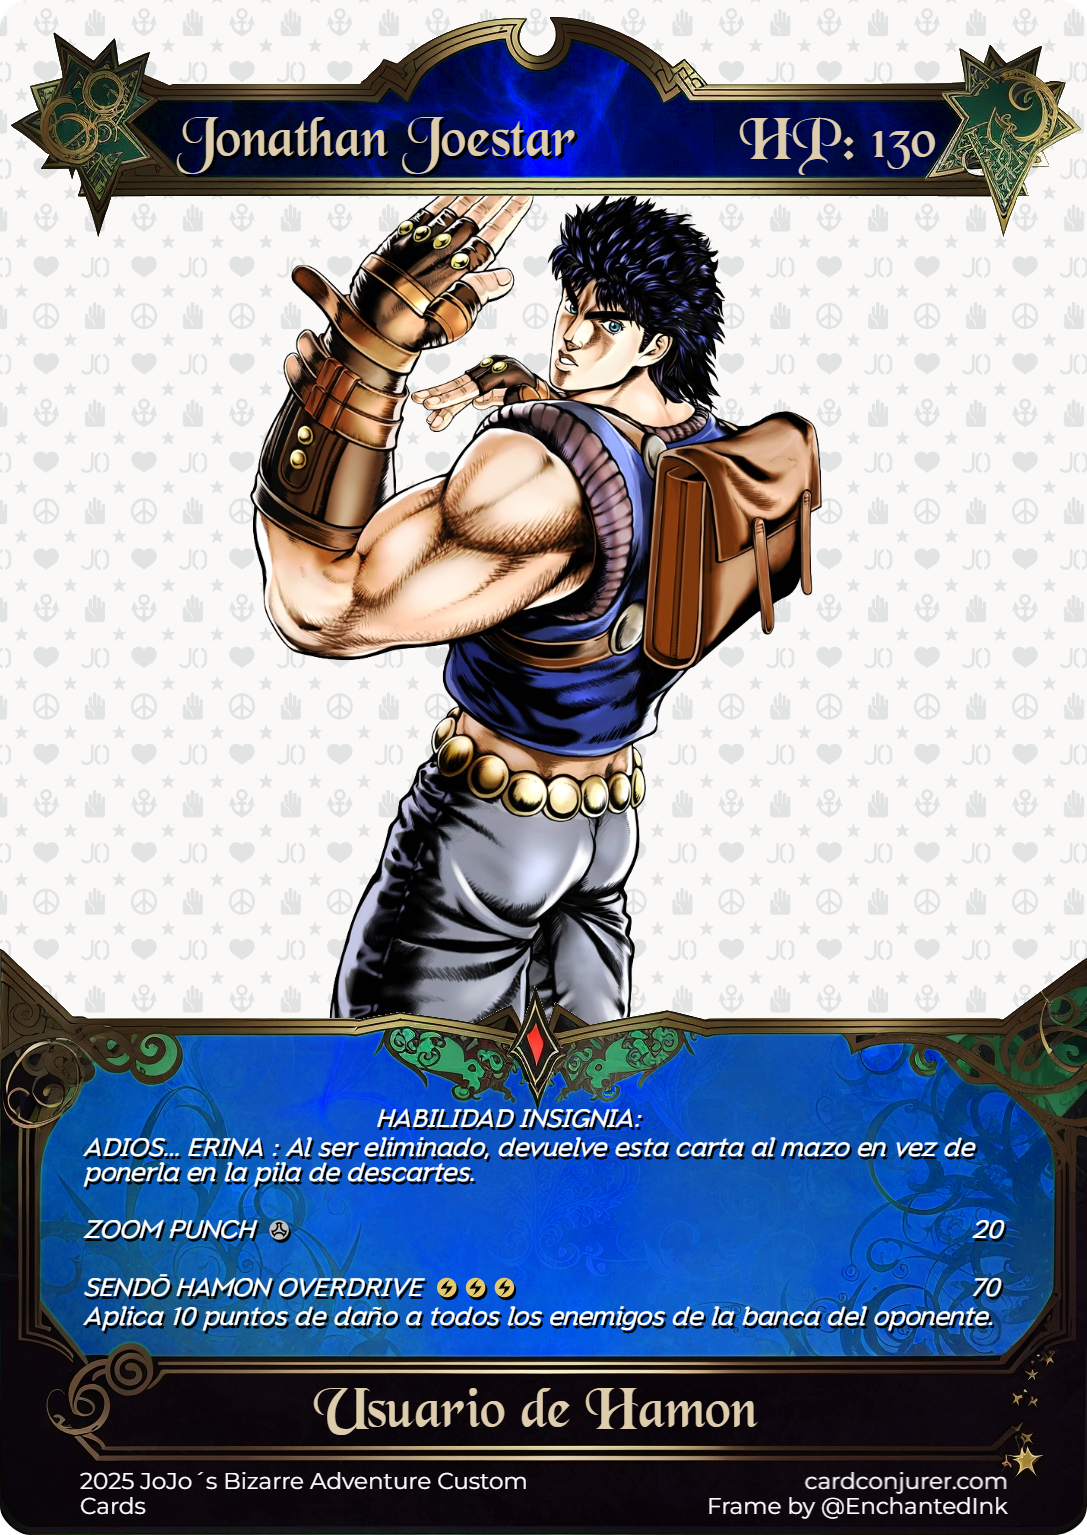 Jonathan Joestar HP: 130
HABILIDAD INSIGNIA:
ADIOS... ERINA : Al ser eliminado, devuelve esta carta al mazo en vez de
ponerla en la pila de descartes.
ZOOM PUNCH 20
SENDŌ HAMON OVERDRIVE 70
Aplica 10 puntos de daño a todos los enemigos de la banca del oponente.
Usuario de Hamon
2025 JoJo´s Bizarre Adventure Custom
Cards
cardconjurer.com
Frame by @EnchantedInk